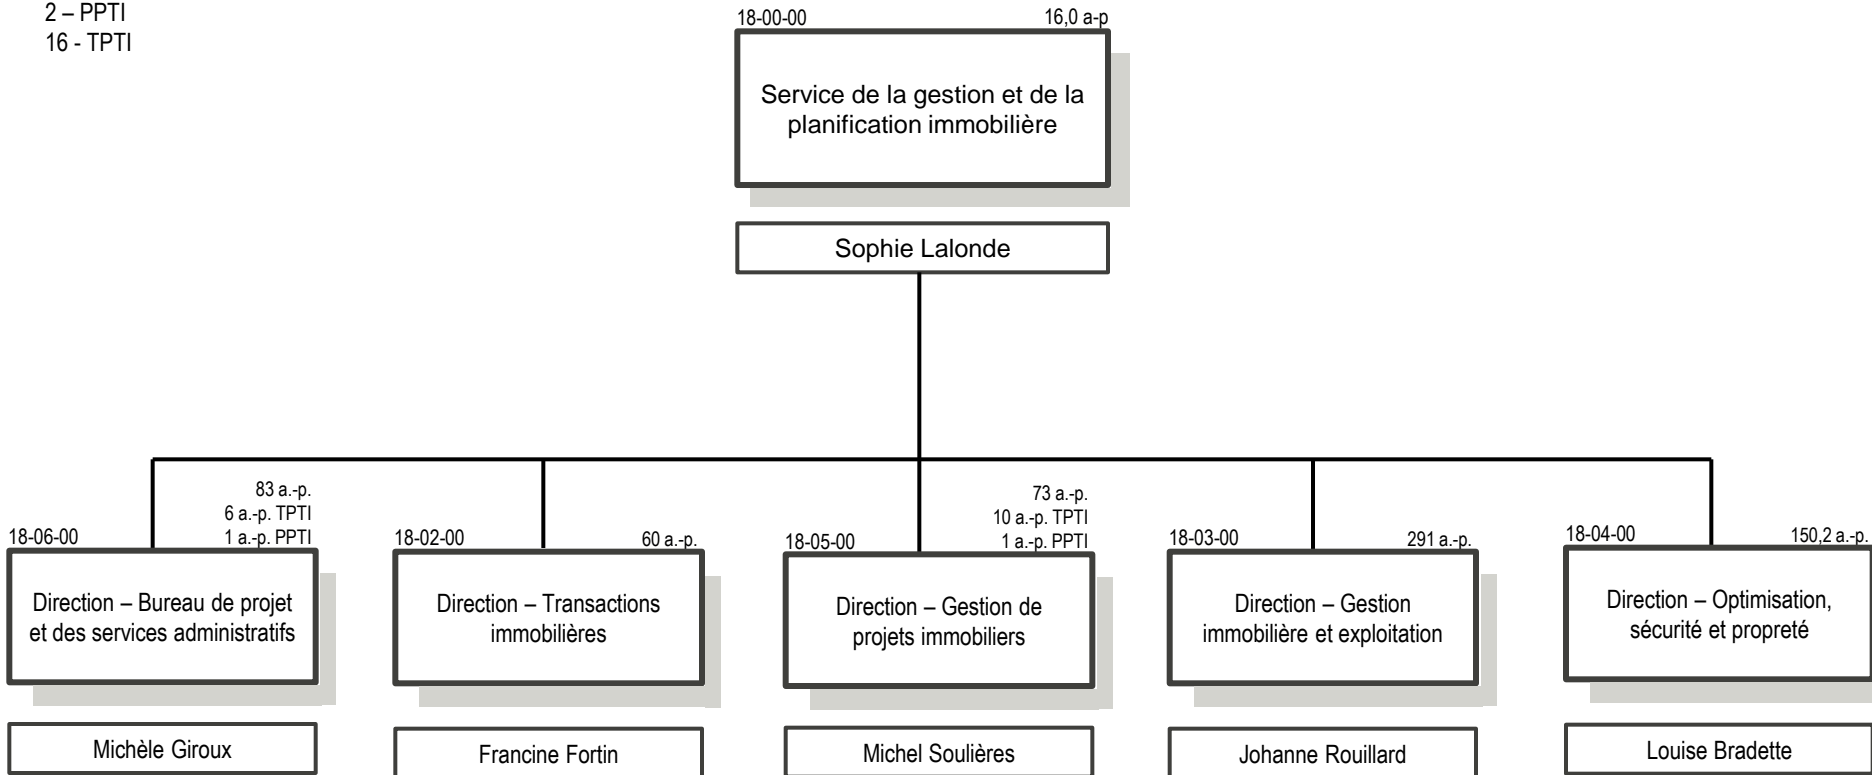 2 – PPTI
16 - TPTI
18-00-00 16,0 a-p
Service de la gestion et de la
planification immobilière
Sophie Lalonde
83 a.-p.
6 a.-p. TPTI
18-06-00 1 a.-p. PPTI
Direction – Bureau de projet
et des services administratifs
Michèle Giroux
18-02-00 60 a.-p.
Direction – Transactions
immobilières
Francine Fortin
73 a.-p.
10 a.-p. TPTI
18-05-00 1 a.-p. PPTI
Direction – Gestion de
projets immobiliers
Michel Soulières
18-03-00 291 a.-p.
Direction – Gestion
immobilière et exploitation
Johanne Rouillard
18-04-00 150,2 a.-p.
Direction – Optimisation,
sécurité et propreté
Louise Bradette